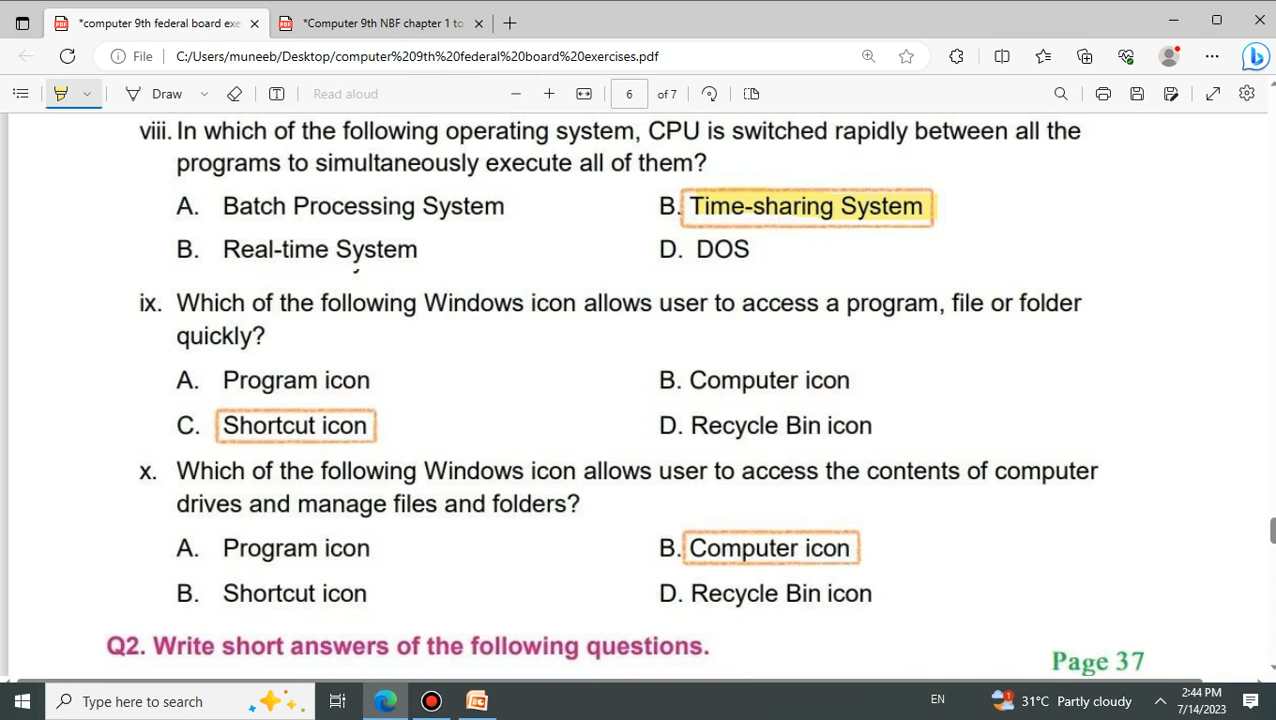 *computer 9th federal board exe
*Computer 9th NBF chapter 1 to
File C:/Users/muneeb/Desktop/computer%209th%20federal%20board%20exercises.pdf
Draw Read aloud 6 of 7
viii. In which of the following operating system, CPU is switched rapidly between all the
programs to simultaneously execute all of them?
A. Batch Processing System B. Time-sharing System
B. Real-time System D. DOS
ix. Which of the following Windows icon allows user to access a program, file or folder
quickly?
A. Program icon B. Computer icon
C. Shortcut icon D. Recycle Bin icon
x. Which of the following Windows icon allows user to access the contents of computer
drives and manage files and folders?
A. Program icon B. Computer icon
B. Shortcut icon D. Recycle Bin icon
Q2. Write short answers of the following questions.
Page 37
Type here to search EN 1 31°C Partly cloudy 2:44 PM
7/14/2023